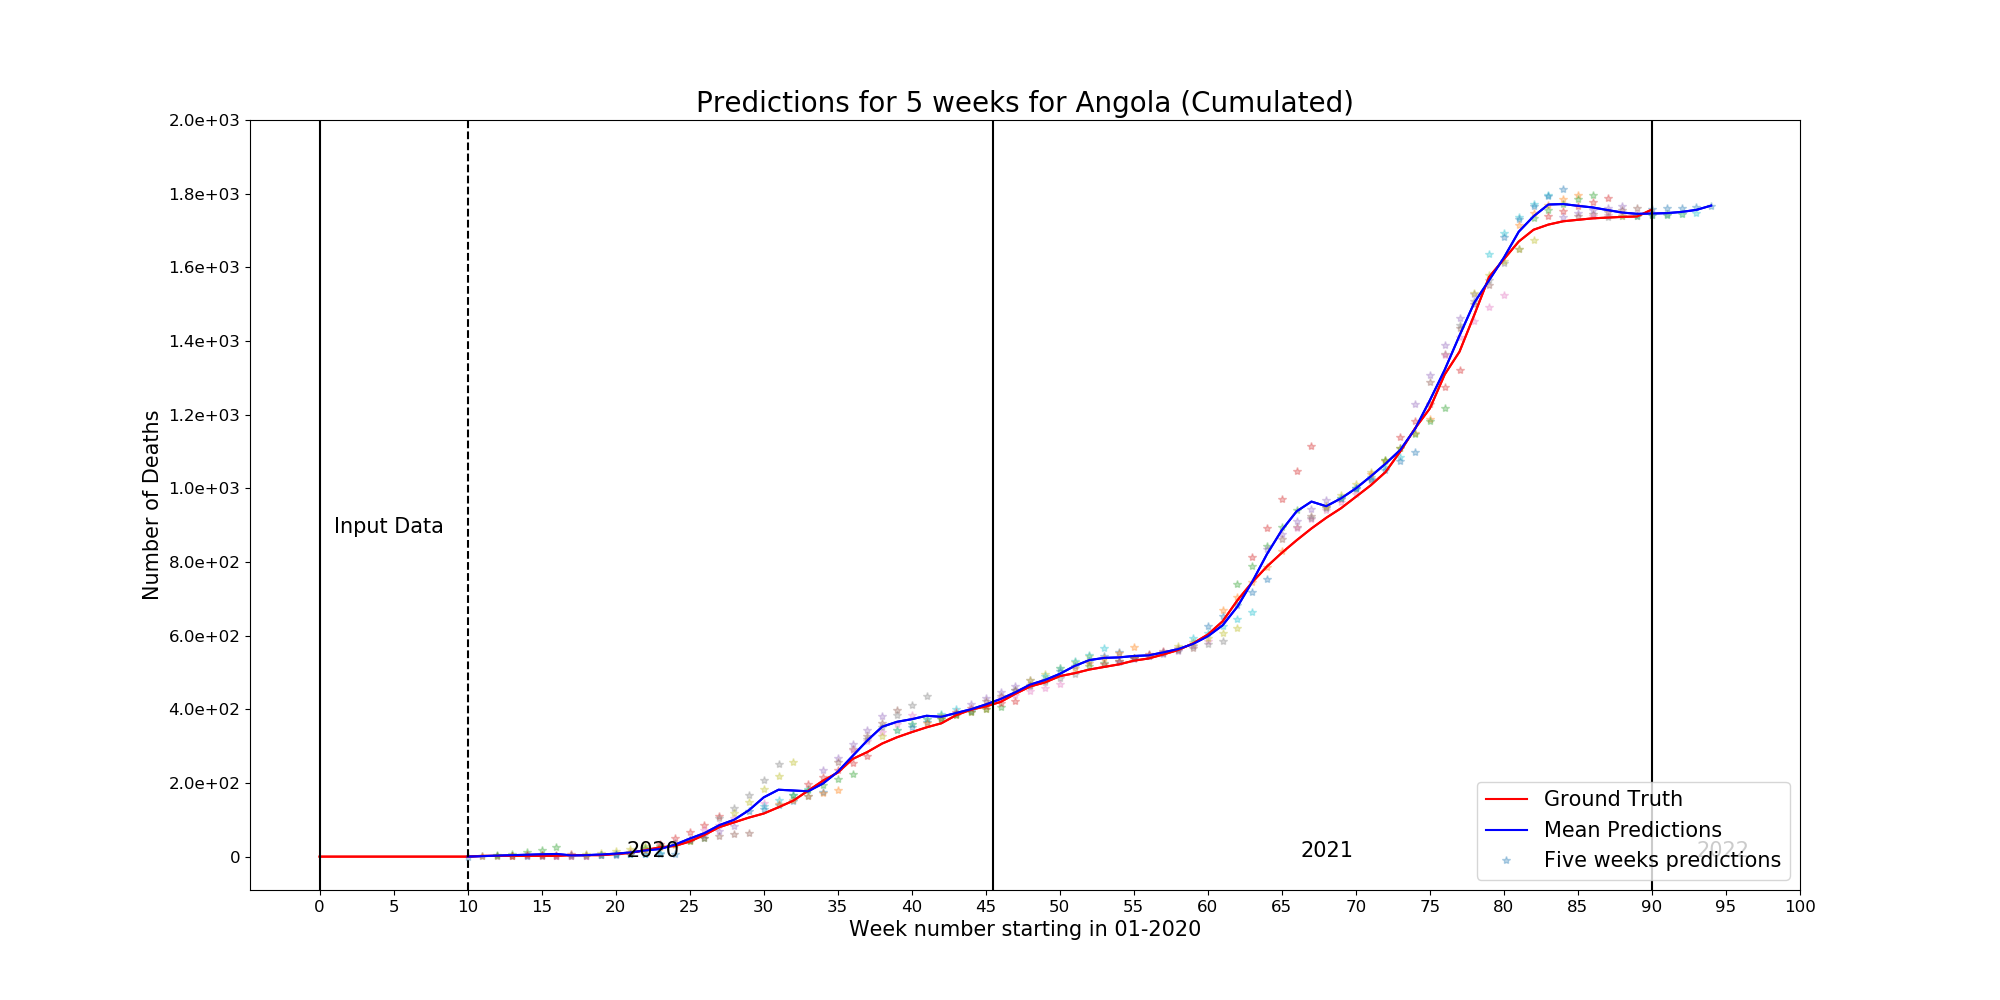 Predictions for 5 weeks for Angola (Cumulated)
2.0e+03
1.8e+03
1.6e+03
1.4e+03
1.2e+03
1.0e+03
8.0e+02
6.0e+02
4.0e+02
2.0e+02
0
Number of Deaths
Input Data
2020
2021
2022
Ground Truth
Mean Predictions
Five weeks predictions
0 5 10 15 20 25 30 35 40 45 50 55 60 65 70 75 80 85 90 95 100
Week number starting in 01-2020